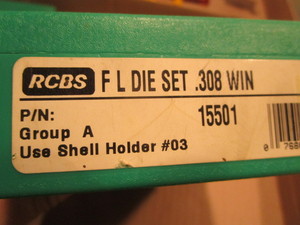 RCBS F L DIE SET .308 WIN
P/N: 15501
Group A
Use Shell Holder #03